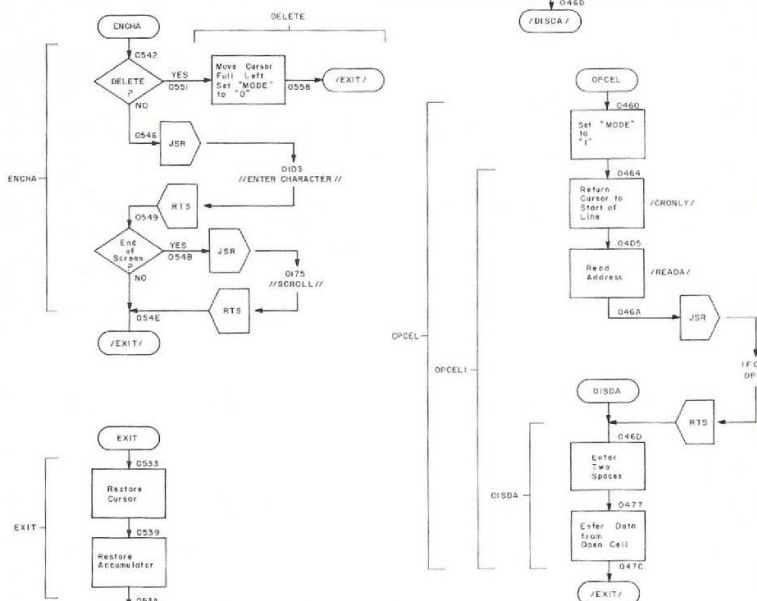 DELETE
ENCHA
0542
DELETE
?
YES
0551
Move Cursor
Full Left
Set "MODE"
to "0"
0558
/EXIT/
NO
0546
JSR
01D3
//ENTER CHARACTER//
RTS
0549
End
of
Screen
?
YES
054B
JSR
NO
0175
//SCROLL//
RTS
054E
/EXIT/
ENCHA
EXIT
0533
Restore
Cursor
0539
Restore
Accumulator
053A
EXIT
046D
/DISDA/
OPCEL
0460
Set "MODE"
to
"1"
0464
Return
Cursor to
Start of
Line
/CRONLY/
04D5
Read
Address
/READA/
046A
JSR
OPCEL
OPCEL1
DISDA
RTS
046D
Enter
Two
Spaces
0477
Enter Data
from
Open Cell
047C
/EXIT/
DISDA